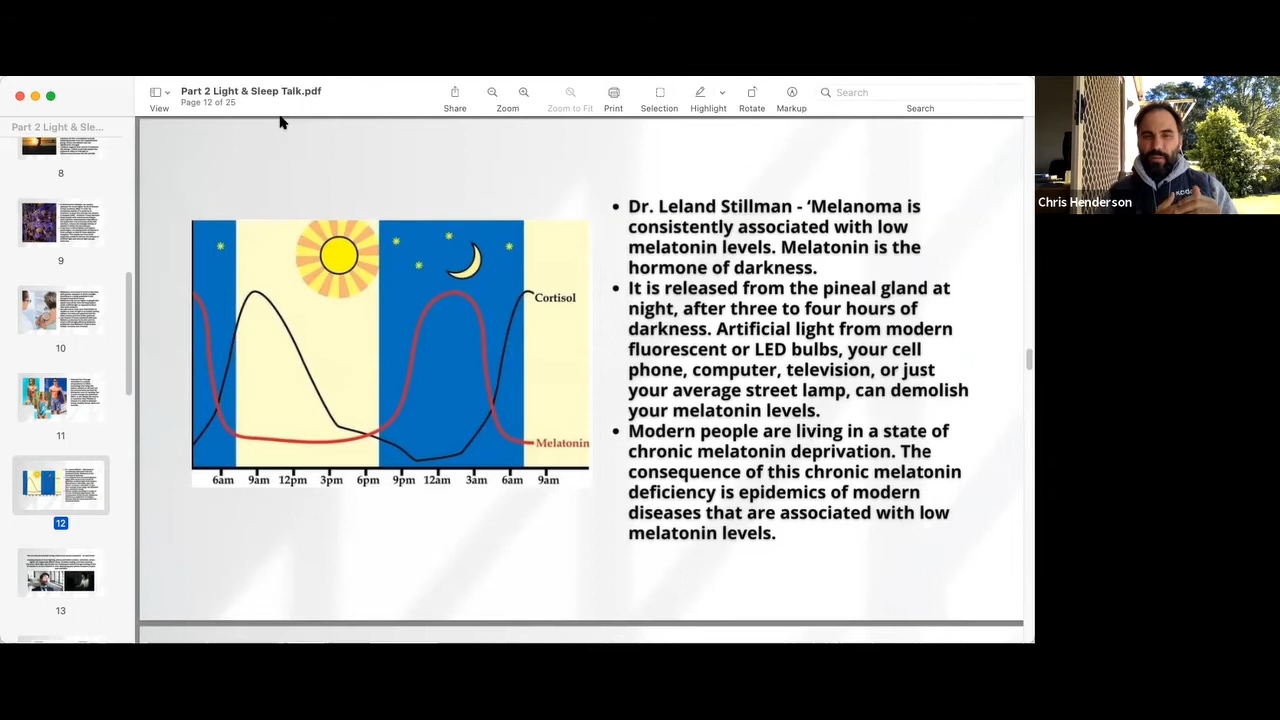 Part 2 Light & Sleep Talk.pdf
Page 12 of 25
View
Share
Zoom
Zoom to Fit
Print
Selection
Highlight
Rotate
Markup
Search
Search
Part 2 Light & Sle...
8
9
10
11
12
13
Cortisol
Melatonin
6am 9am 12pm 3pm 6pm 9pm 12am 3am 6am 9am
• Dr. Leland Stillman - ‘Melanoma is
consistently associated with low
melatonin levels. Melatonin is the
hormone of darkness.
• It is released from the pineal gland at
night, after three to four hours of
darkness. Artificial light from modern
fluorescent or LED bulbs, your cell
phone, computer, television, or just
your average street lamp, can demolish
your melatonin levels.
• Modern people are living in a state of
chronic melatonin deprivation. The
consequence of this chronic melatonin
deficiency is epidemics of modern
diseases that are associated with low
melatonin levels.
Chris Henderson